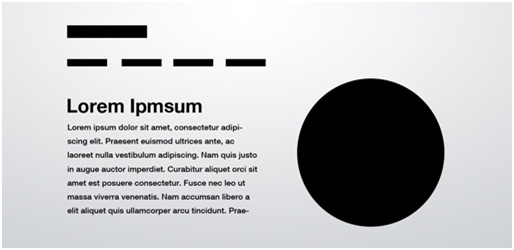 Lorem Ipmsum
Lorem ipsum dolor sit amet, consectetur adipi-
scing elit. Praesent euismod ultrices ante, ac
laoreet nulla vestibulum adipiscing. Nam quis justo
in augue auctor imperdiet. Curabitur aliquet orci sit
amet est posuere consectetur. Fusce nec leo ut
massa viverra venenatis. Nam accumsan libero a
elit aliquet quis ullamcorper arcu tincidunt. Prae-